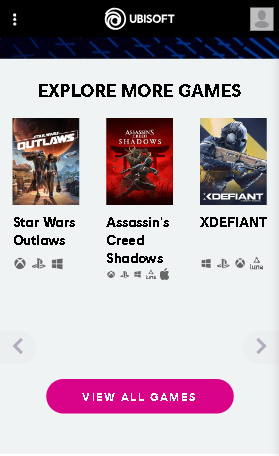 UBISOFT
EXPLORE MORE GAMES
STAR WARS
OUTLAWS
ASSASSIN'S
CREED
SHADOWS
XDEFIANT
Star Wars
Outlaws
Assassin's
Creed
Shadows
XDEFIANT
luna
luna
VIEW ALL GAMES